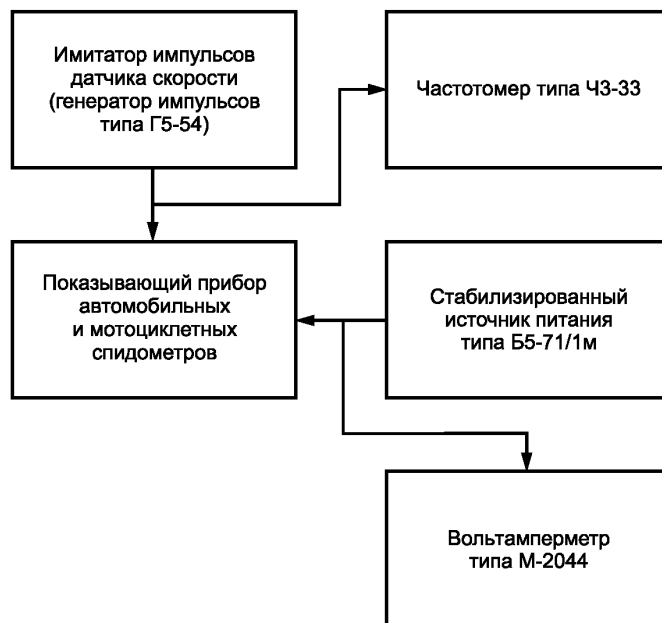 Имитатор импульсов
датчика скорости
(генератор импульсов
типа Г5-54)
Частотомер типа Ч3-33
Показывающий прибор
автомобильных
и мотоциклетных
спидометров
Стабилизированный
источник питания
типа Б5-71/1м
Вольтамперметр
типа М-2044